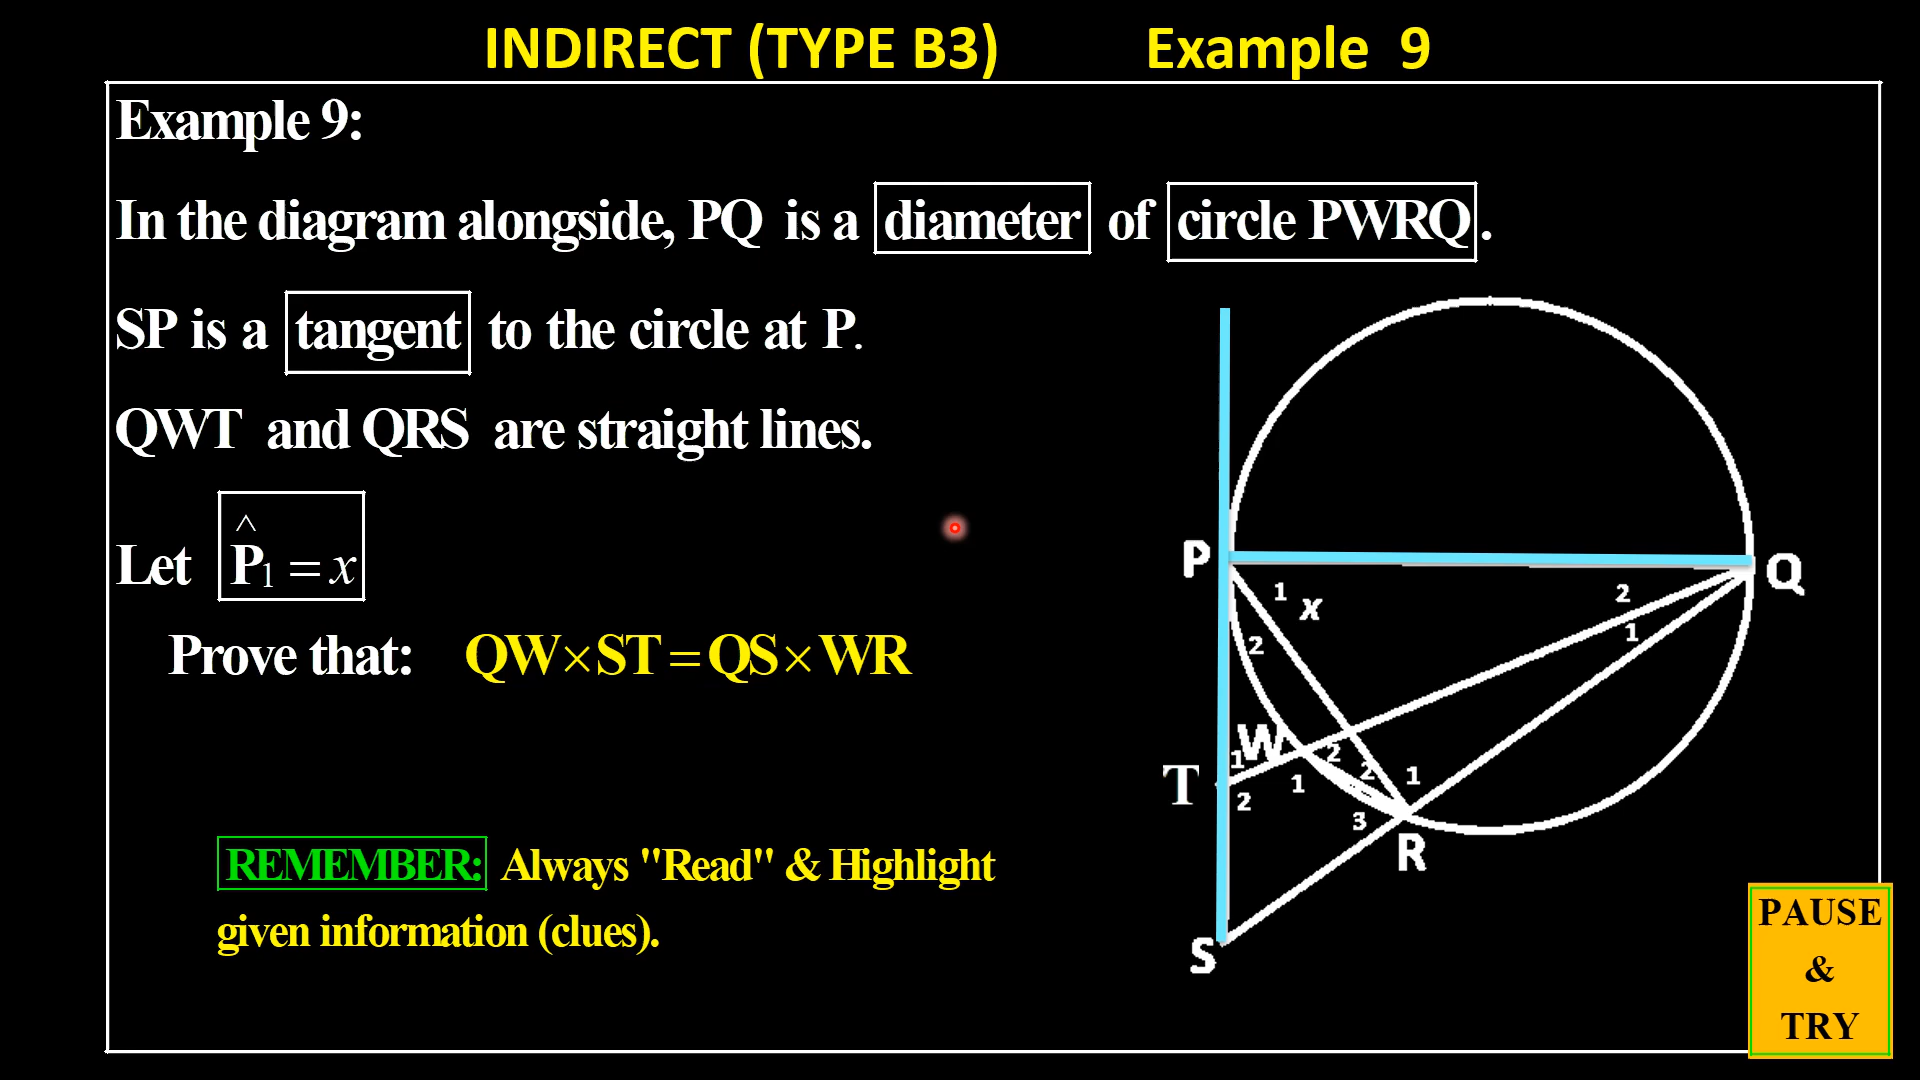 INDIRECT (TYPE B3) Example 9
Example 9:
In the diagram alongside, PQ is a diameter of circle PWRQ.
SP is a tangent to the circle at P.
QWT and QRS are straight lines.
Let P̂₁ = x
Prove that: QW×ST=QS×WR
REMEMBER: Always "Read" & Highlight
given information (clues).
P
Q
1 x
2
2
1
W
1
2
2
1
T
2
1
3
R
S
PAUSE
&
TRY